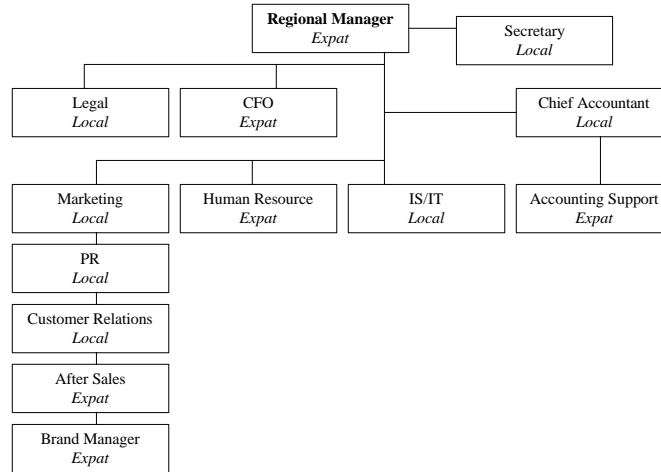 Regional Manager
Expat
Secretary
Local
Legal
Local
CFO
Expat
Chief Accountant
Local
Marketing
Local
Human Resource
Expat
IS/IT
Local
Accounting Support
Expat
PR
Local
Customer Relations
Local
After Sales
Expat
Brand Manager
Expat